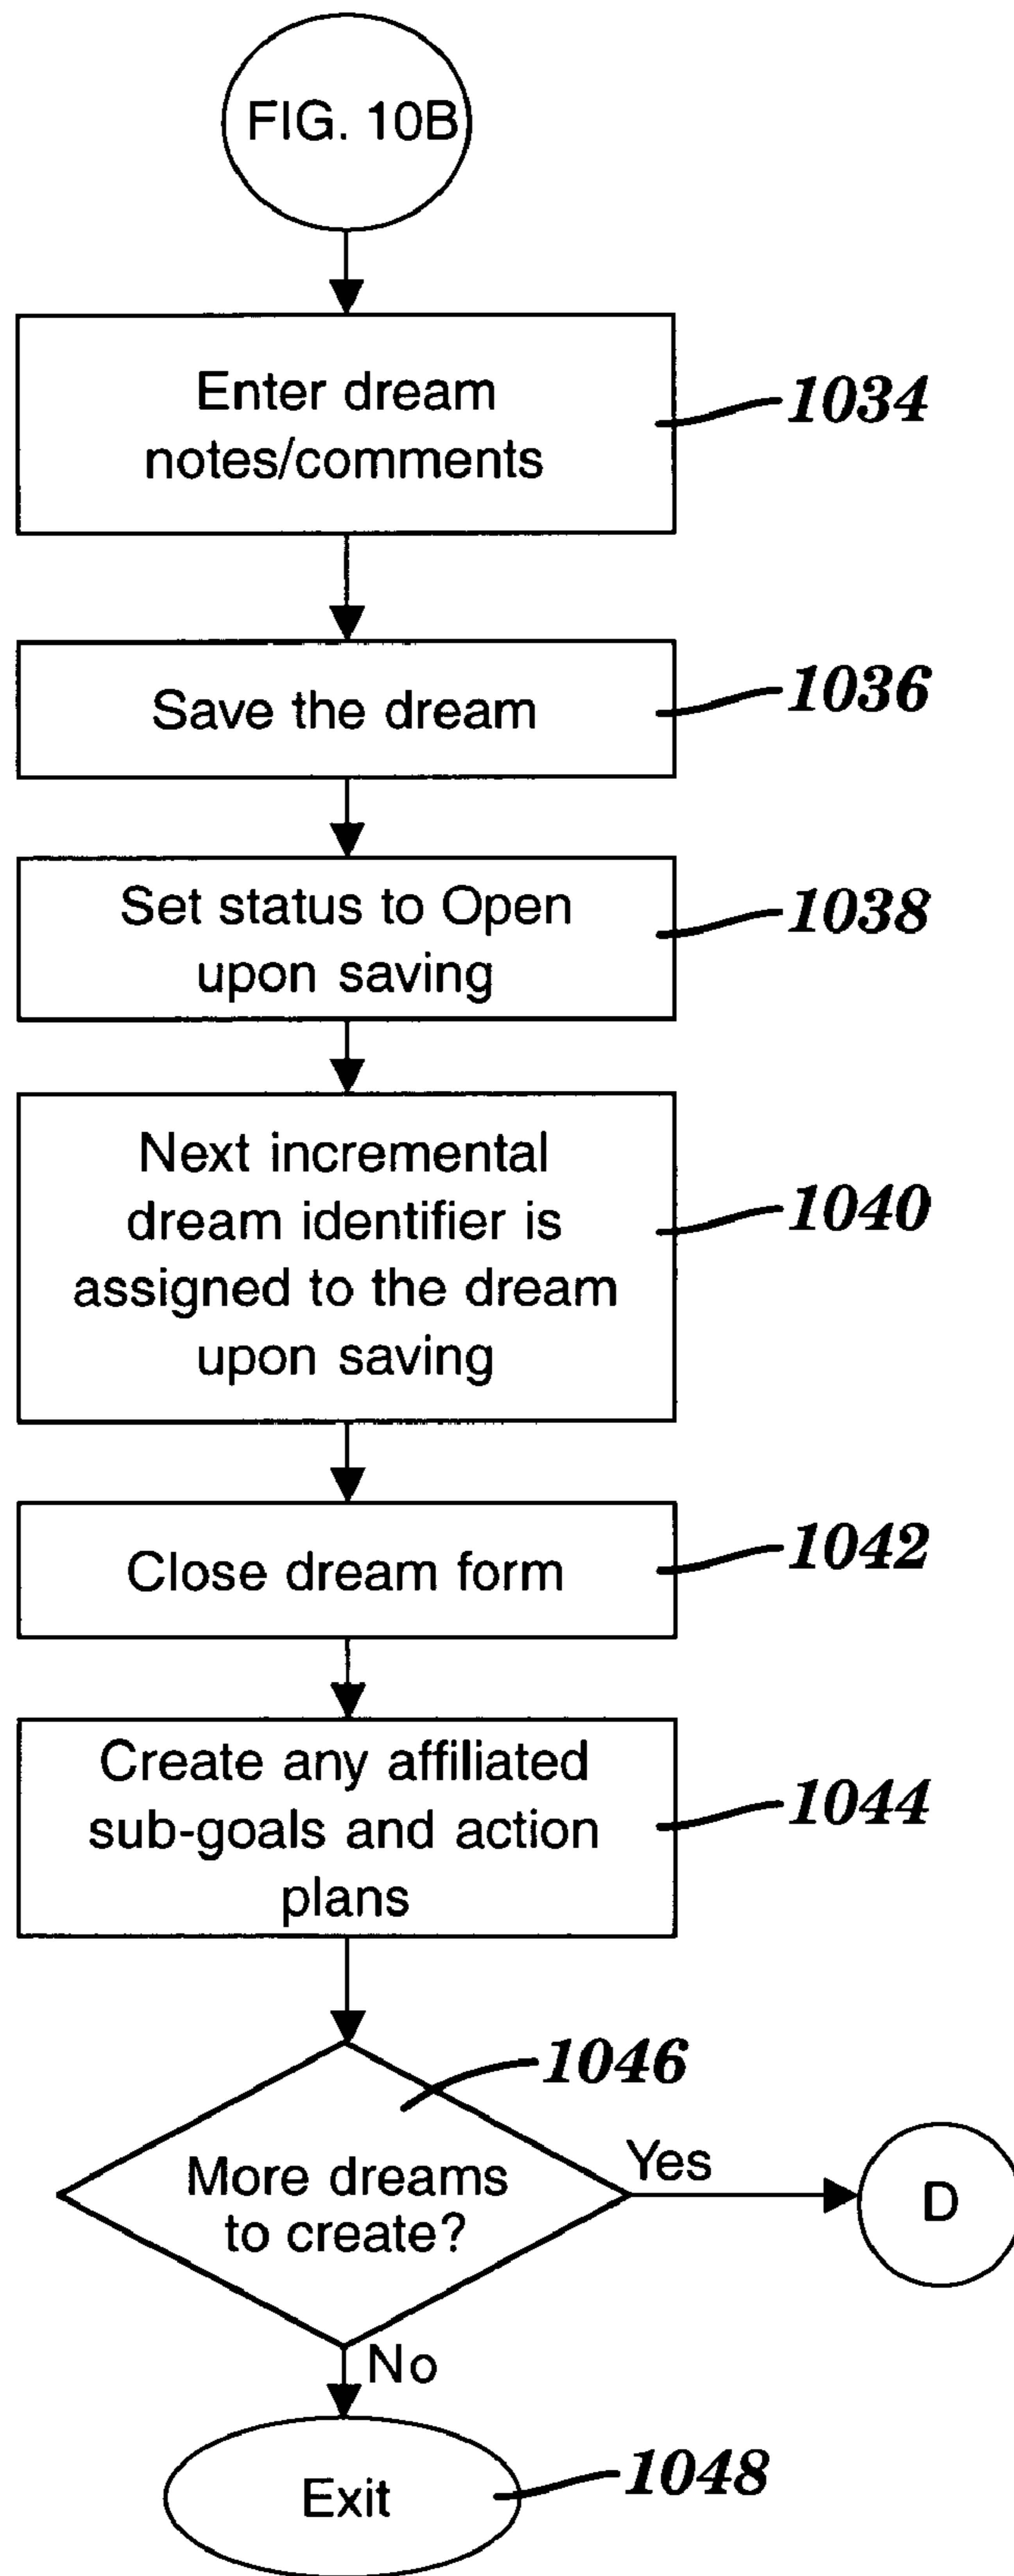 FIG. 10B
Enter dream
notes/comments
1034
Save the dream
1036
Set status to Open
upon saving
1038
Next incremental
dream identifier is
assigned to the dream
upon saving
1040
Close dream form
1042
Create any affiliated
sub-goals and action
plans
1044
1046
More dreams
to create?
Yes
D
No
Exit
1048